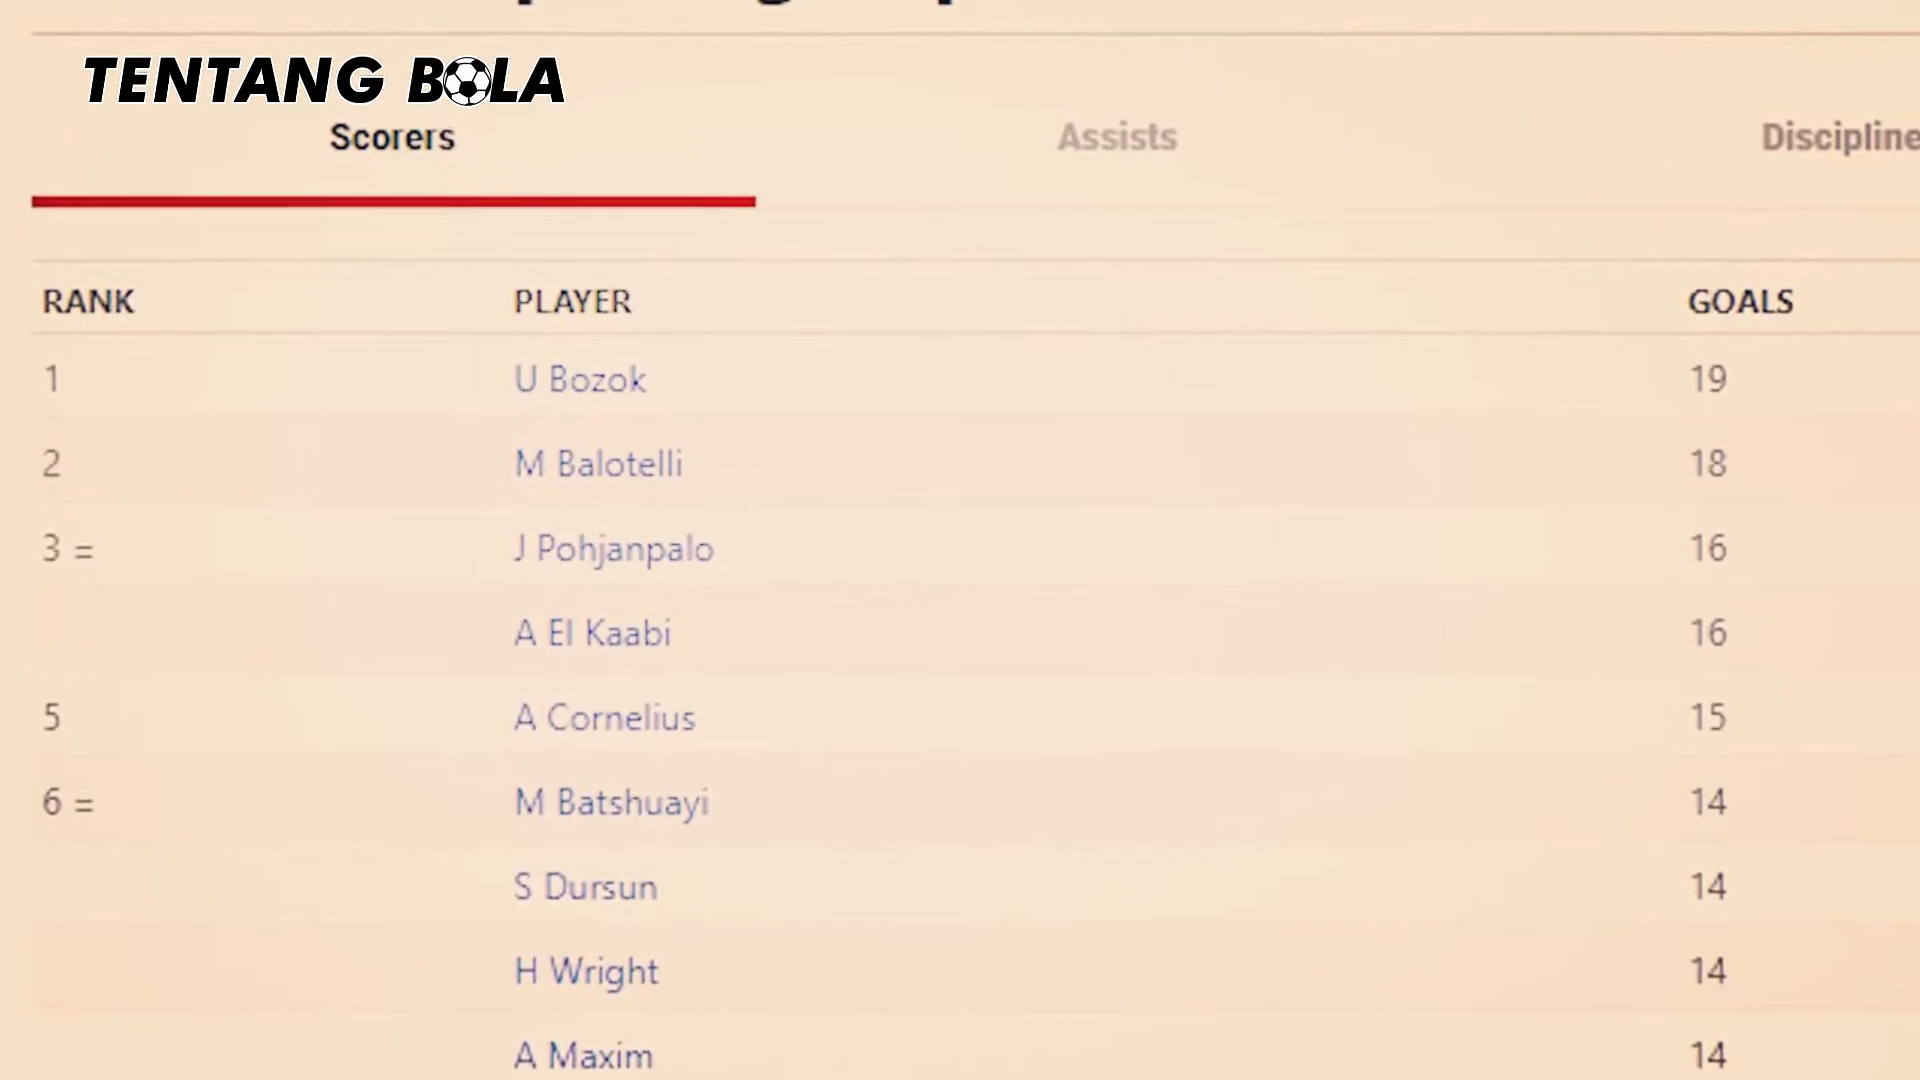 TENTANG BOLA
Scorers Assists Discipline
RANK PLAYER GOALS
1 U Bozok 19
2 M Balotelli 18
3 = J Pohjanpalo 16
A El Kaabi 16
5 A Cornelius 15
6 = M Batshuayi 14
S Dursun 14
H Wright 14
A Maxim 14